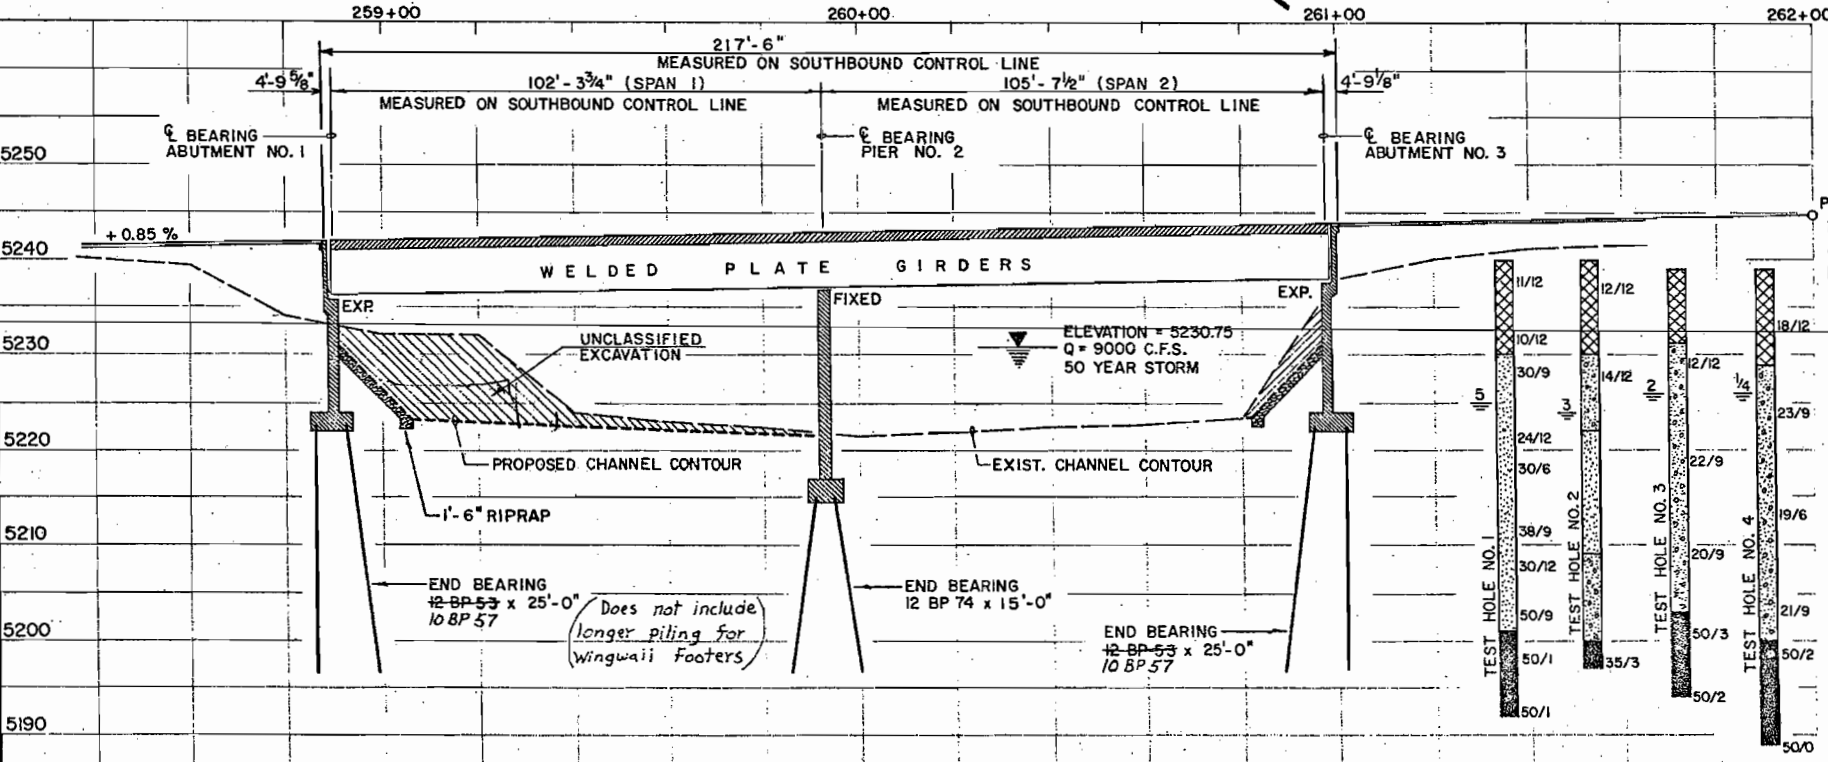 259+00
260+00
261+00
262+00
217'-6"
MEASURED ON SOUTHBOUND CONTROL LINE
4'-9 5/8"
102'-3 3/4" (SPAN 1)
105'-7 1/2" (SPAN 2)
4'-9 1/8"
MEASURED ON SOUTHBOUND CONTROL LINE
MEASURED ON SOUTHBOUND CONTROL LINE
℄ BEARING
ABUTMENT NO. 1
℄ BEARING
PIER NO. 2
℄ BEARING
ABUTMENT NO. 3
5250
5240
5230
5220
5210
5200
5190
+0.85 %
P
WELDED PLATE GIRDERS
EXP.
FIXED
EXP.
UNCLASSIFIED
EXCAVATION
ELEVATION = 5230.75
Q = 9000 C.F.S.
50 YEAR STORM
PROPOSED CHANNEL CONTOUR
EXIST. CHANNEL CONTOUR
1'-6" RIPRAP
END BEARING
12 BP 53 x 25'-0"
10 BP 57
(Does not include
longer piling for
Wingwall Footers)
END BEARING
12 BP 74 x 15'-0"
END BEARING
12 BP 53 x 25'-0"
10 BP 57
TEST HOLE NO. 1
5
11/12
10/12
30/9
24/12
30/6
38/9
30/12
50/9
50/1
50/1
TEST HOLE NO. 2
3
12/12
14/12
35/3
TEST HOLE NO. 3
2
12/12
22/9
20/9
50/3
50/2
TEST HOLE NO. 4
1/4
18/12
23/9
19/6
21/9
50/2
50/0